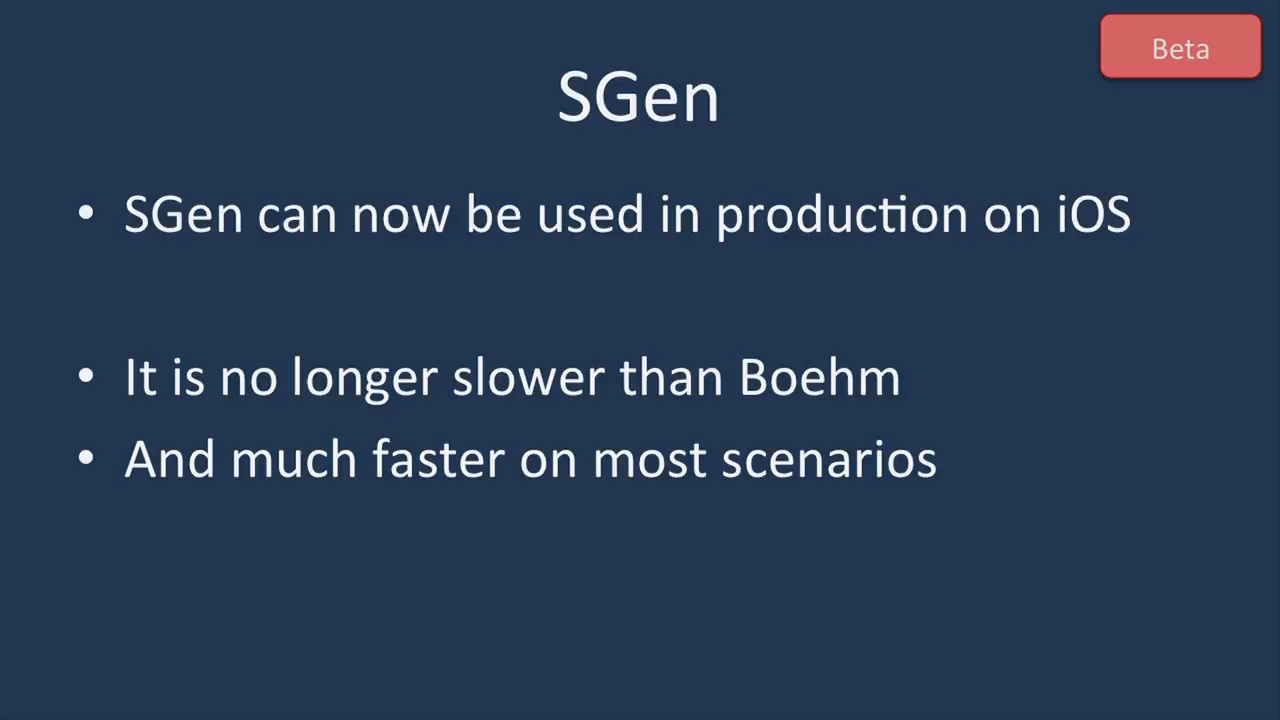 Beta
SGen
• SGen can now be used in production on iOS
• It is no longer slower than Boehm
• And much faster on most scenarios